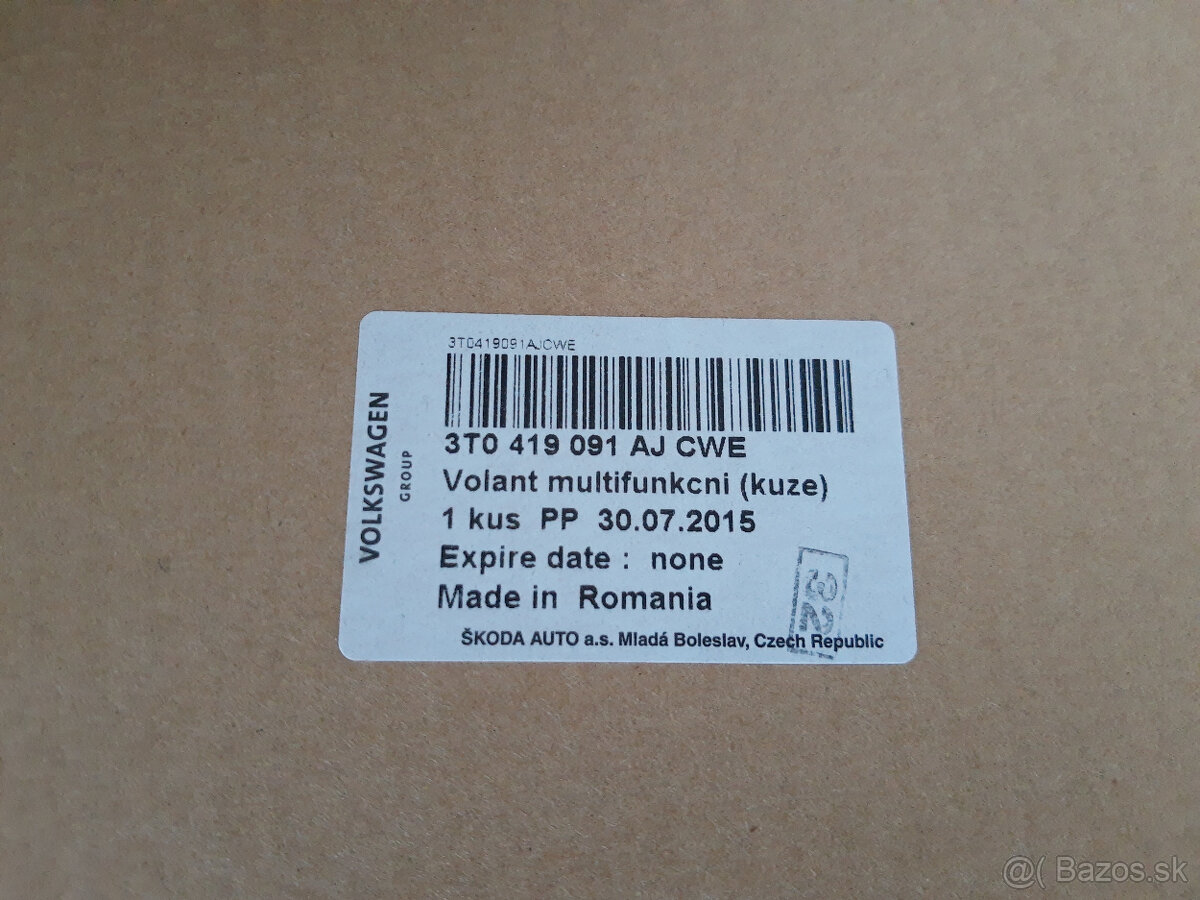 3T0419091AJCWE
VOLKSWAGEN
GROUP
3T0 419 091 AJ CWE
Volant multifunkcni (kuze)
1 kus PP 30.07.2015
Expire date : none
Made in Romania
ŠKODA AUTO a.s. Mladá Boleslav, Czech Republic
@( Bazos.sk